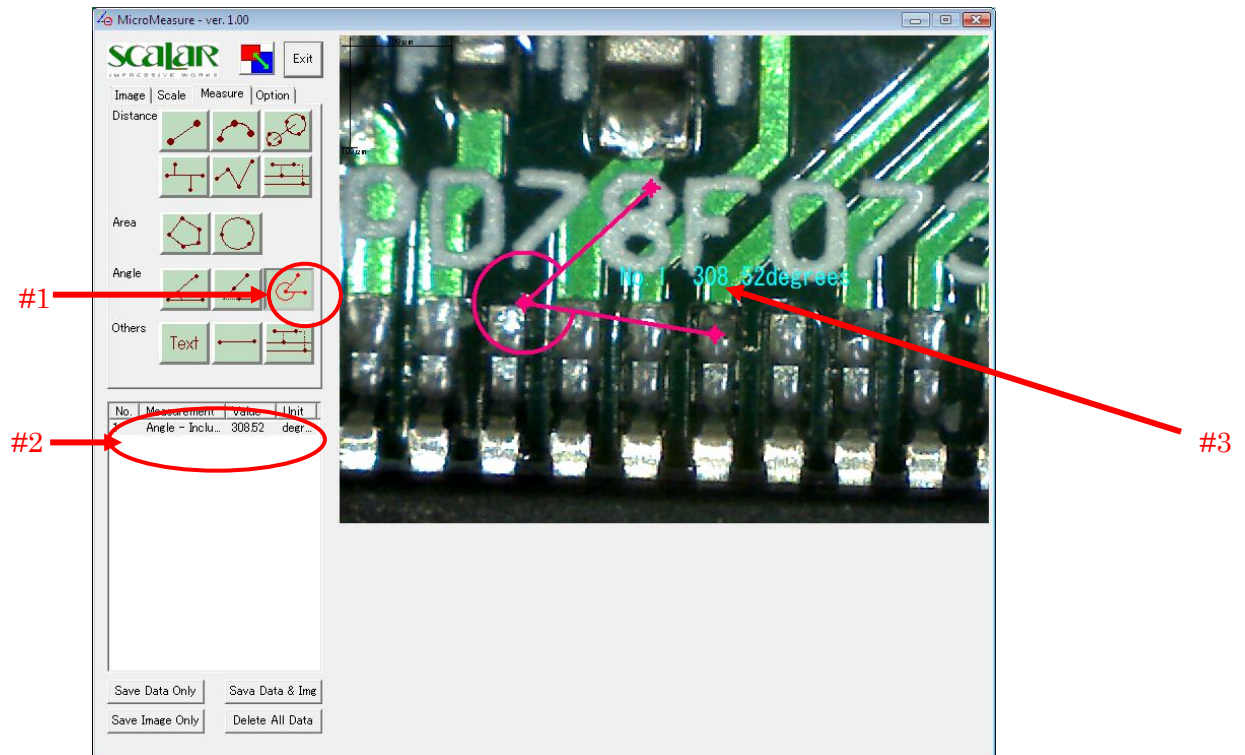 MicroMeasure - ver. 1.00
scalar
IMPRESSIVE WORKS
Exit
Image Scale Measure Option
Distance
Area
Angle
Others
Text
No. Measurement Value Unit
1 Angle - Inclu... 308.52 degr...
Save Data Only Sava Data & Img
Save Image Only Delete All Data
PD78F073
No. 1 308.52degrees
#1
#2
#3